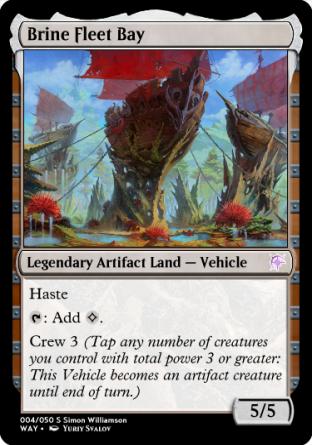 Brine Fleet Bay
Legendary Artifact Land — Vehicle
Haste
: Add .
Crew 3 (Tap any number of creatures
you control with total power 3 or greater:
This Vehicle becomes an artifact creature
until end of turn.)
5/5
004/050 S Simon Williamson
WAY • Yuriy Svalov